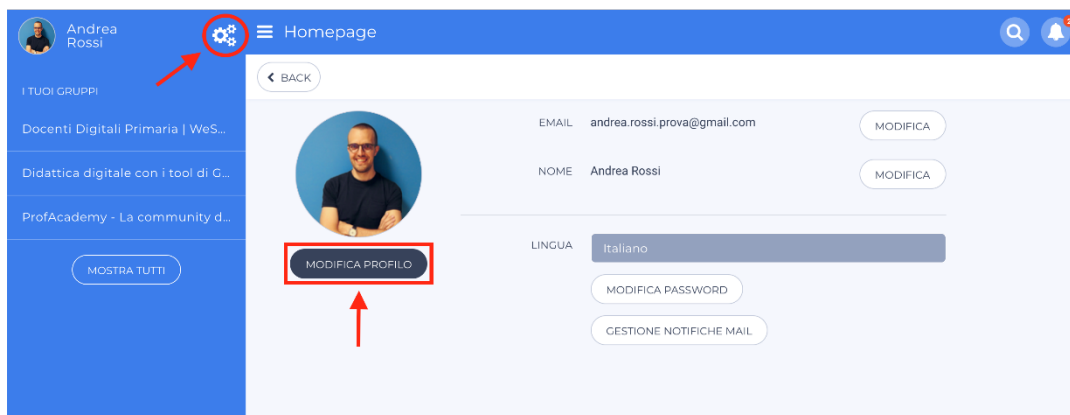 Andrea
Rossi
Homepage
BACK
I TUOI GRUPPI
Docenti Digitali Primaria | WeS...
Didattica digitale con i tool di G...
ProfAcademy - La community d...
MOSTRA TUTTI
MODIFICA PROFILO
EMAIL andrea.rossi.prova@gmail.com MODIFICA
NOME Andrea Rossi MODIFICA
LINGUA Italiano
MODIFICA PASSWORD
GESTIONE NOTIFICHE MAIL